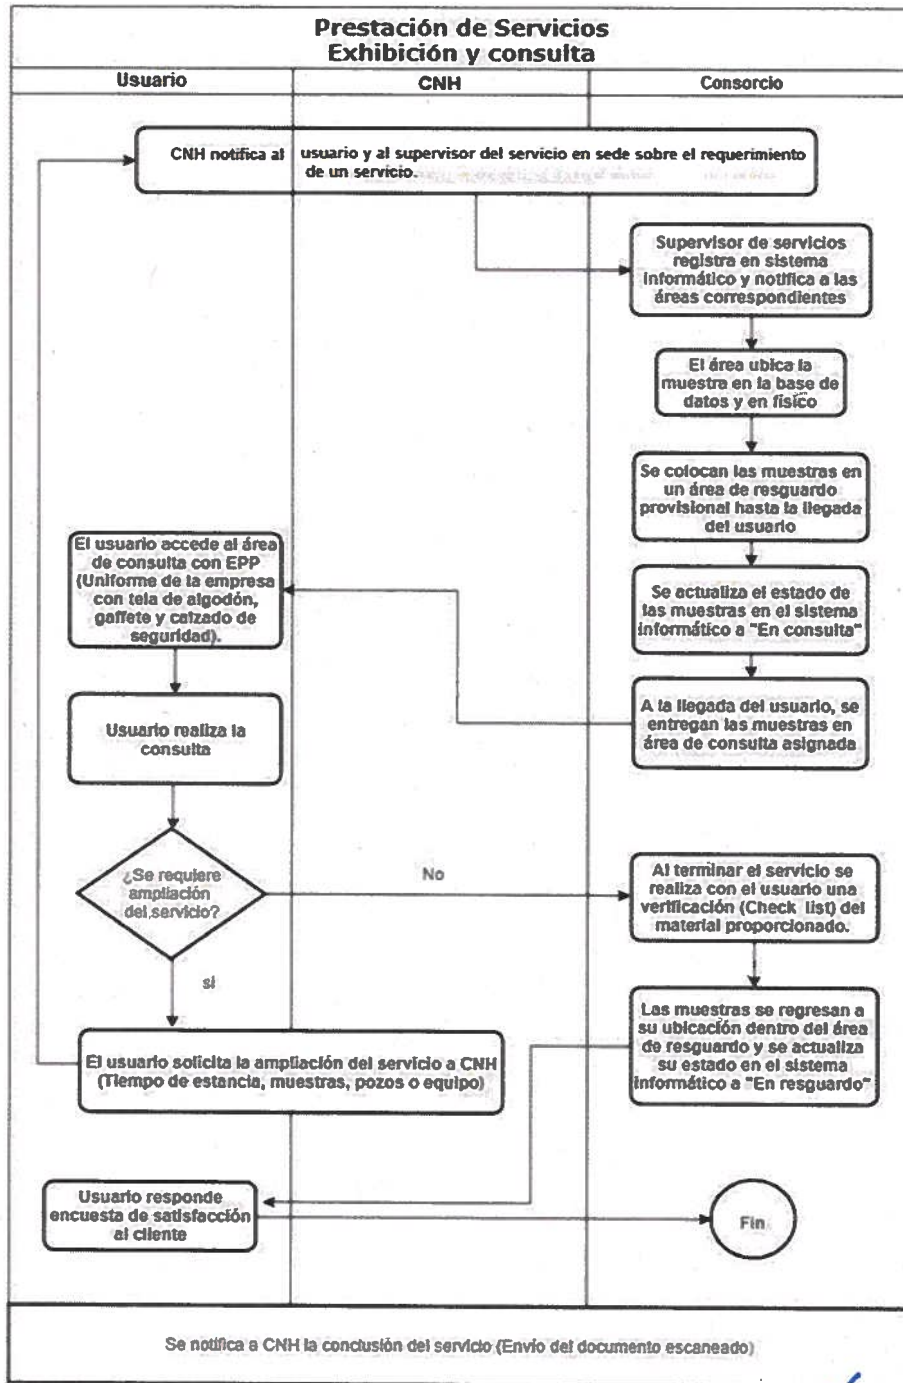 Prestación de Servicios
Exhibición y consulta
Usuario
CNH
Consorcio
CNH notifica al usuario y al supervisor del servicio en sede sobre el requerimiento
de un servicio.
Supervisor de servicios
registra en sistema
informático y notifica a las
áreas correspondientes
El área ubica la
muestra en la base de
datos y en físico
Se colocan las muestras en
un área de resguardo
provisional hasta la llegada
del usuario
El usuario accede al área
de consulta con EPP
(Uniforme de la empresa
con tela de algodón,
gaffete y calzado de
seguridad).
Se actualiza el estado de
las muestras en el sistema
informático a "En consulta"
A la llegada del usuario, se
entregan las muestras en
área de consulta asignada
Usuario realiza la
consulta
¿Se requiere
ampliación
del servicio?
No
Al terminar el servicio se
realiza con el usuario una
verificación (Check list) del
material proporcionado.
si
Las muestras se regresan a
su ubicación dentro del área
de resguardo y se actualiza
su estado en el sistema
informático a "En resguardo"
El usuario solicita la ampliación del servicio a CNH
(Tiempo de estancia, muestras, pozos o equipo)
Usuario responde
encuesta de satisfacción
al cliente
Fin
Se notifica a CNH la conclusión del servicio (Envío del documento escaneado)